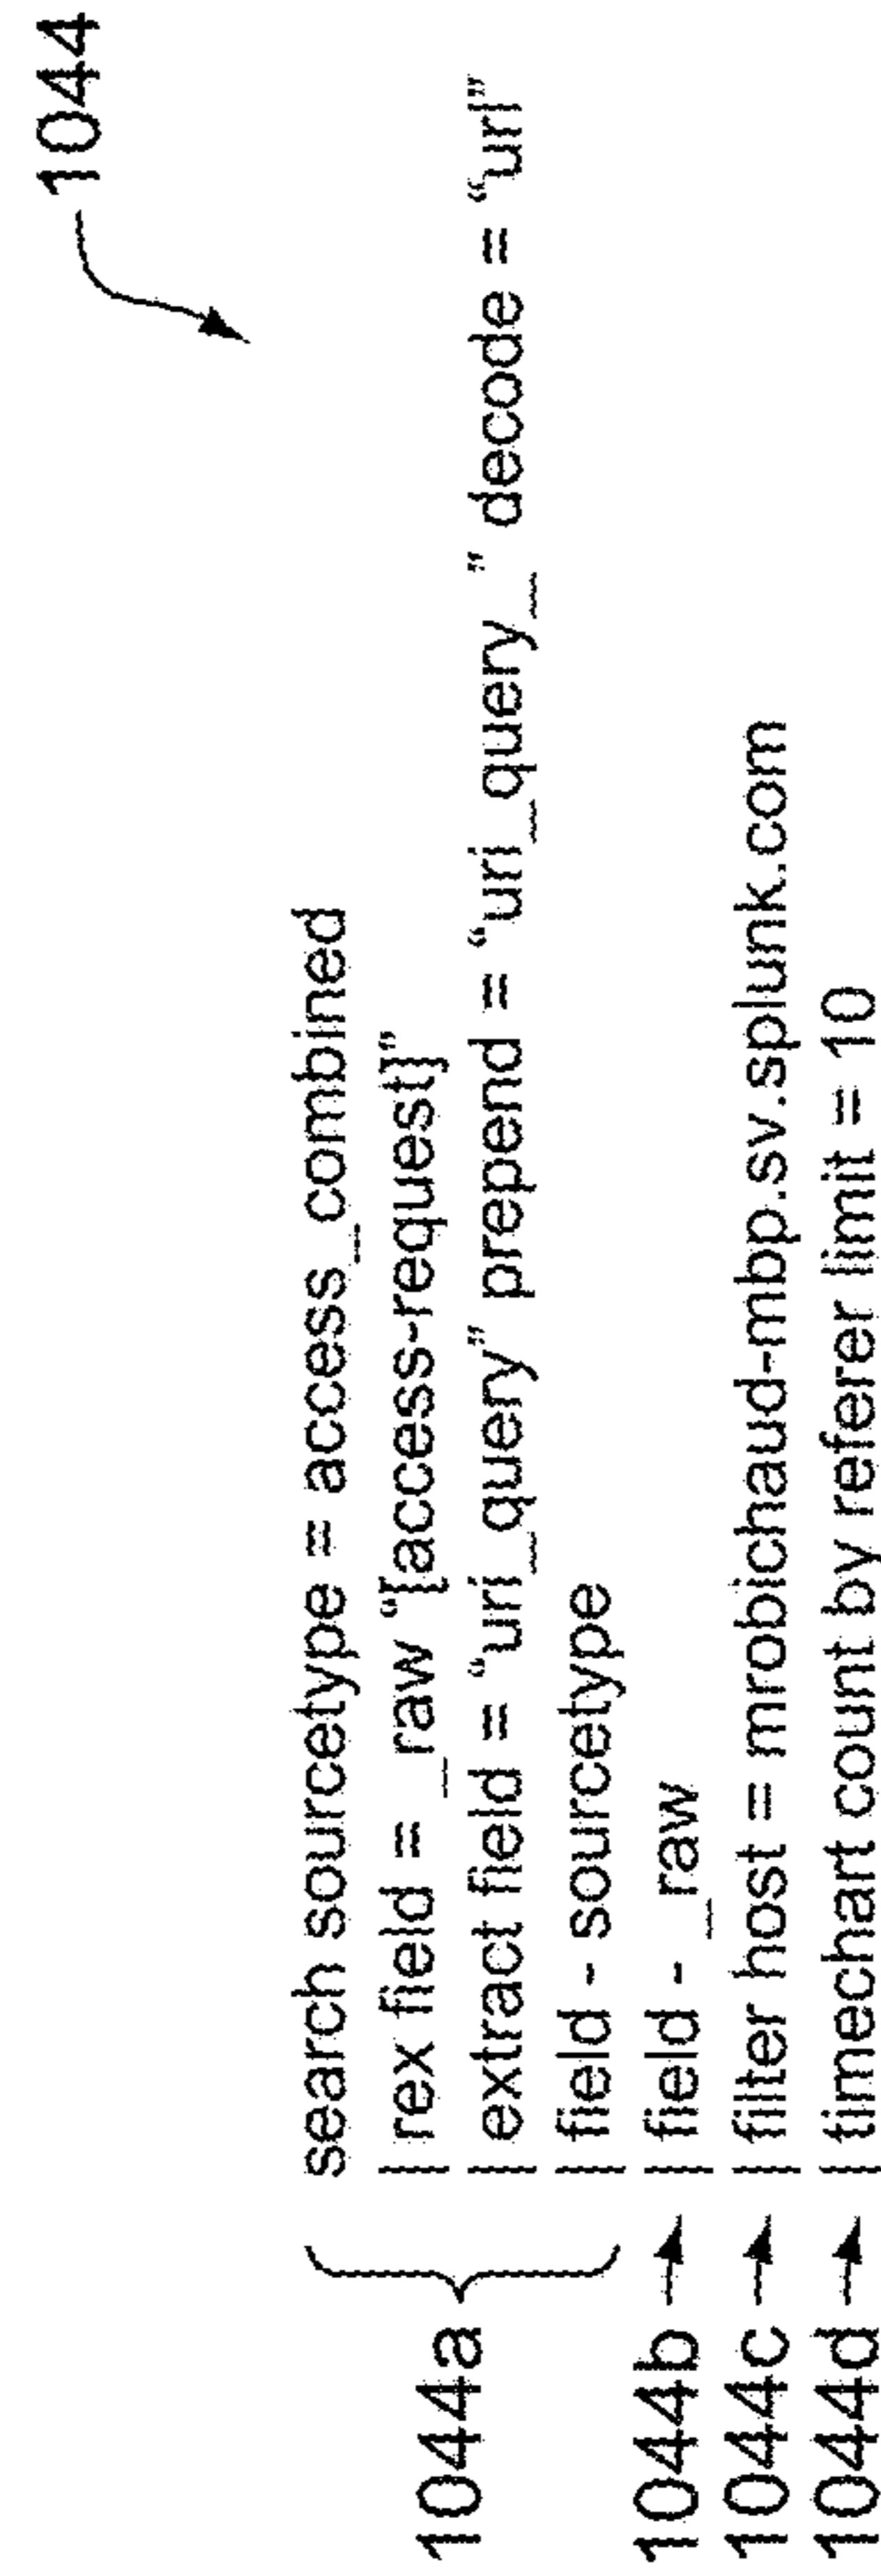 1044
search sourcetype = access_combined
| rex field = _raw "[access-request]"
| extract field = "uri_query" prepend = "uri_query_" decode = "url"
1044a
| field - sourcetype
1044b | field - _raw
1044c | filter host = mrobichaud-mbp.sv.splunk.com
1044d | timechart count by referer limit = 10